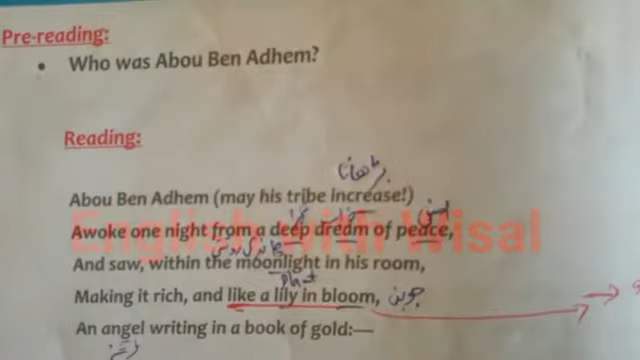 Pre-reading:
• Who was Abou Ben Adhem?
Reading:
Abou Ben Adhem (may his tribe increase!)
Awoke one night from a deep dream of peace,
English with Wisal
And saw, within the moonlight in his room,
Plant
Making it rich, and like a lily in bloom,
An angel writing in a book of gold:—